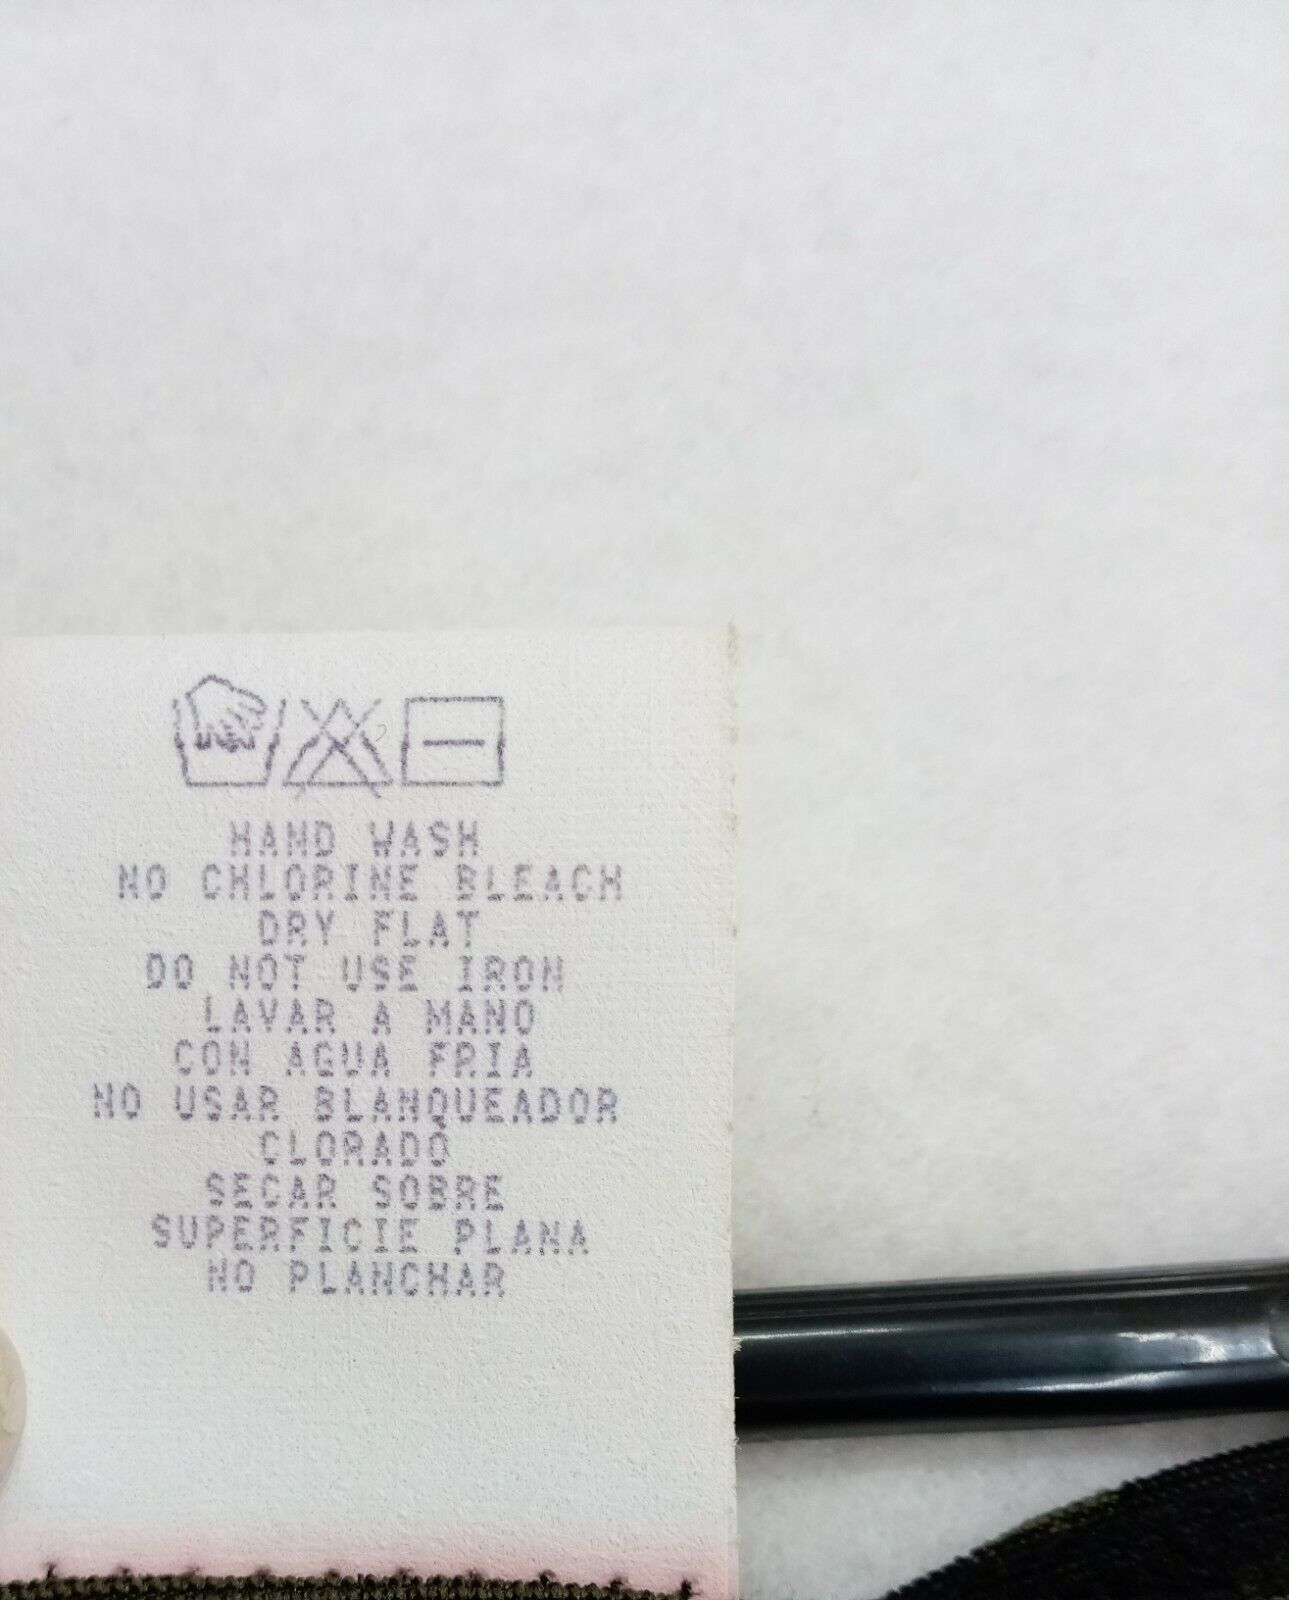 HAND WASH
NO CHLORINE BLEACH
DRY FLAT
DO NOT USE IRON
LAVAR A MANO
CON AGUA FRIA
NO USAR BLANQUEADOR
CLORADO
SECAR SOBRE
SUPERFICIE PLANA
NO PLANCHAR